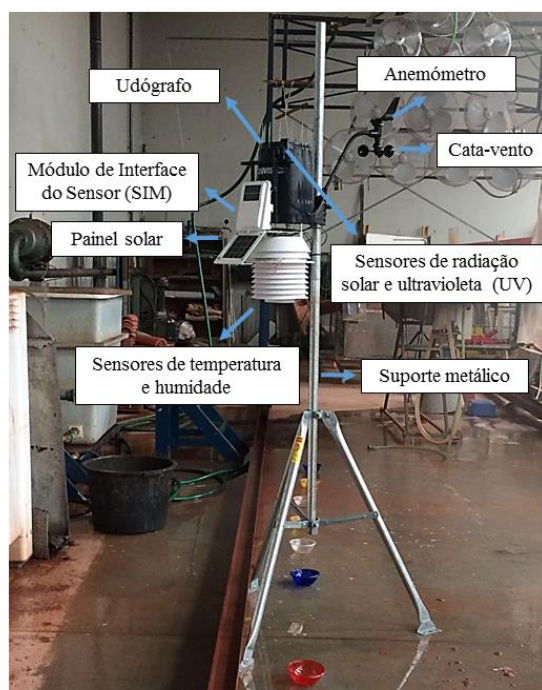 Udógrafo
Anemómetro
Cata-vento
Módulo de Interface
do Sensor (SIM)
Painel solar
Sensores de radiação
solar e ultravioleta (UV)
Sensores de temperatura
e humidade
Suporte metálico